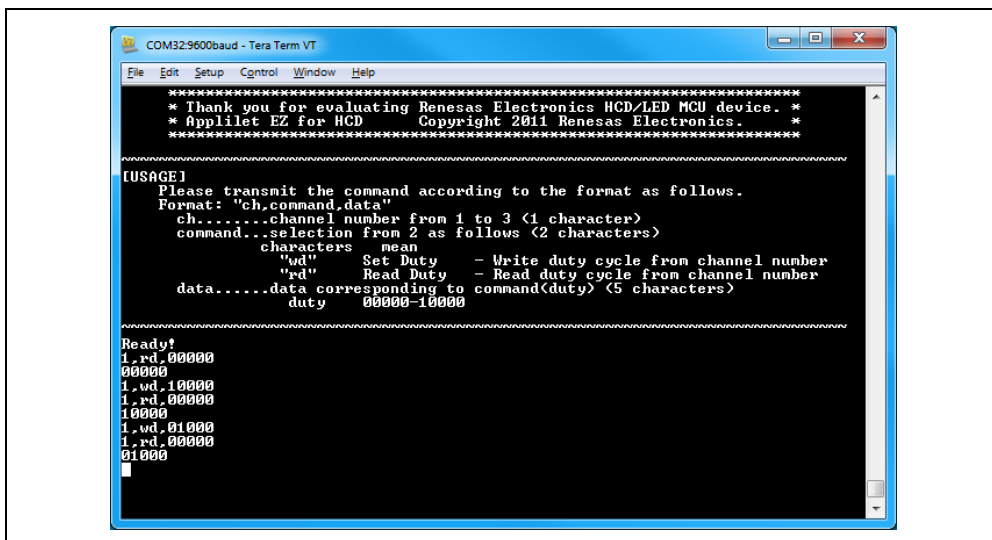 COM32:9600baud - Tera Term VT
File Edit Setup Control Window Help
********************************************************************
* Thank you for evaluating Renesas Electronics HCD/LED MCU device. *
* Applilet EZ for HCD      Copyright 2011 Renesas Electronics.     *
********************************************************************
~~~~~~~~~~~~~~~~~~~~~~~~~~~~~~~~~~~~~~~~~~~~~~~~~~~~~~~~~~~~~~~~~~~~~~~~~~~~~~
[USAGE]
Please transmit the command according to the format as follows.
Format: "ch,command,data"
ch........channel number from 1 to 3 (1 character)
command...selection from 2 as follows (2 characters)
characters   mean
"wd"     Set Duty    - Write duty cycle from channel number
"rd"     Read Duty   - Read duty cycle from channel number
data......data corresponding to command(duty) (5 characters)
duty    00000-10000
~~~~~~~~~~~~~~~~~~~~~~~~~~~~~~~~~~~~~~~~~~~~~~~~~~~~~~~~~~~~~~~~~~~~~~~~~~~~~~
Ready!
1,rd,00000
00000
1,wd,10000
1,rd,00000
10000
1,wd,01000
1,rd,00000
01000